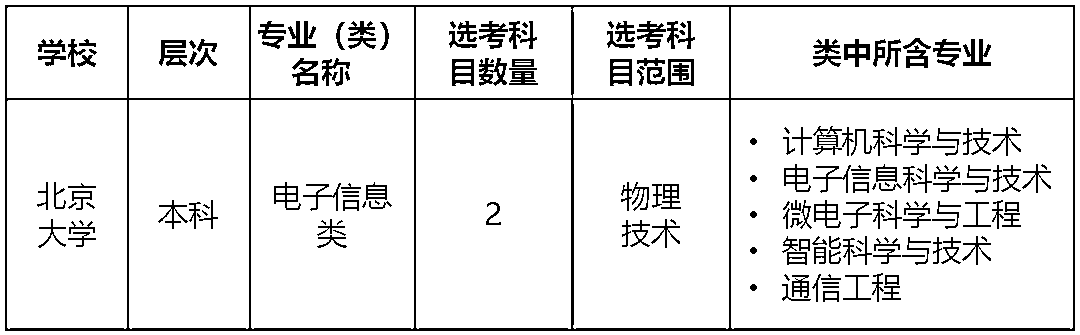 学校
层次
专业（类）
名称
选考科
目数量
选考科
目范围
类中所含专业
北京
大学
本科
电子信息
类
2
物理
技术
• 计算机科学与技术
• 电子信息科学与技术
• 微电子科学与工程
• 智能科学与技术
• 通信工程